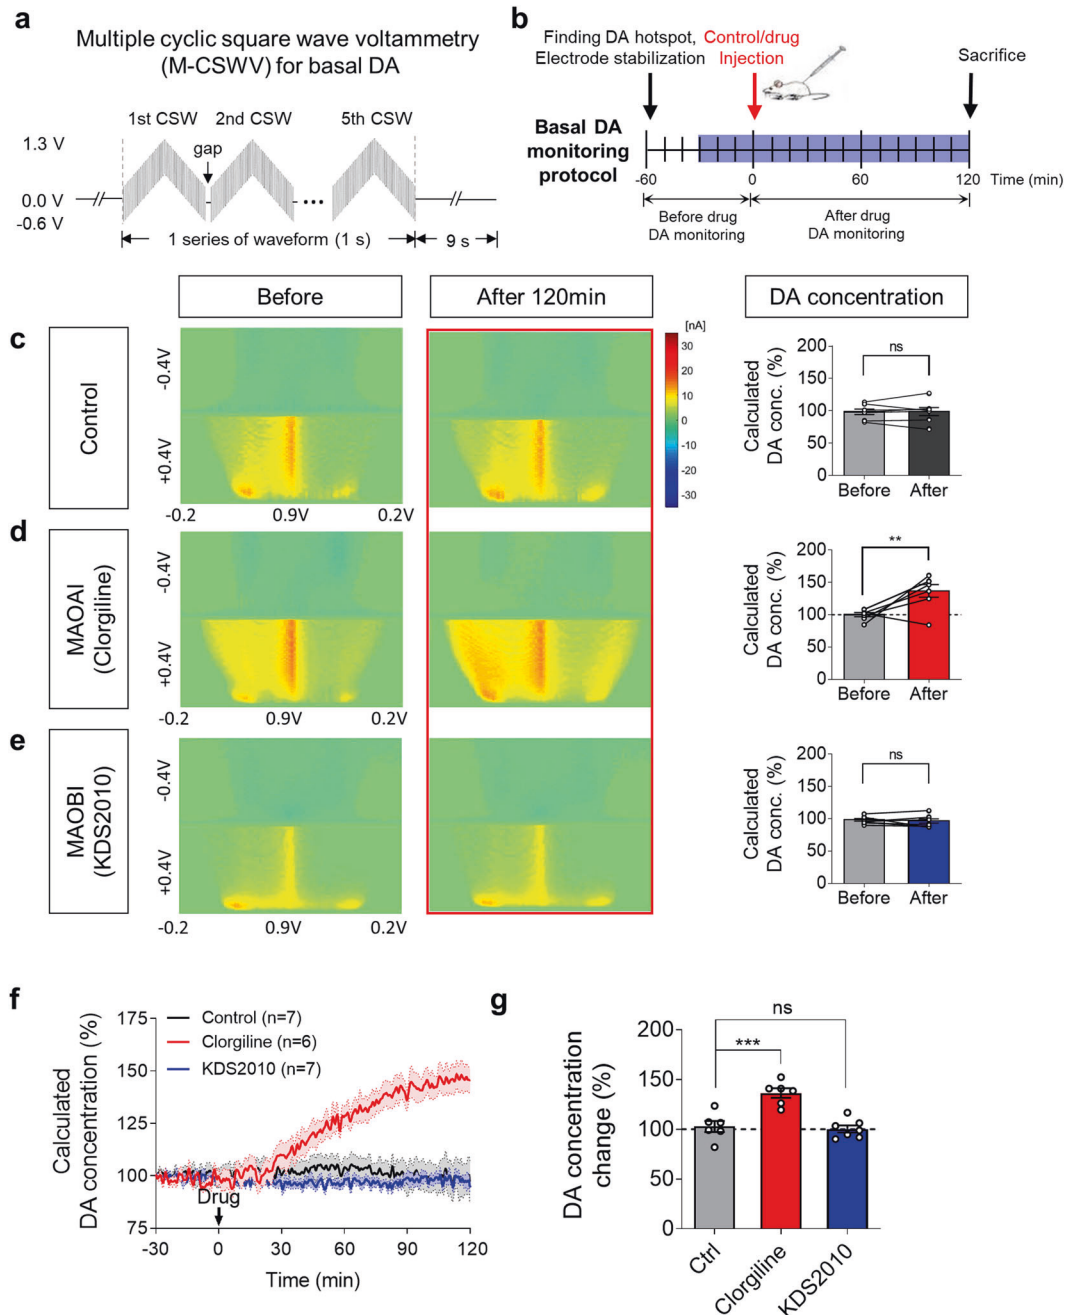 a
Multiple cyclic square wave voltammetry
(M-CSWV) for basal DA
1st CSW 2nd CSW 5th CSW
gap
1.3 V
0.0 V
-0.6 V
1 series of waveform (1 s)
9 s
b
Finding DA hotspot,
Electrode stabilization
Control/drug
Injection
Sacrifice
Basal DA
monitoring
protocol
-60 0 60 120 Time (min)
Before drug
DA monitoring
After drug
DA monitoring
Before
After 120min
DA concentration
c
Control
-0.4V
+0.4V
-0.2 0.9V 0.2V
[nA]
30
20
10
0
-10
-20
-30
Calculated
DA conc. (%)
200
150
100
50
0
ns
Before After
d
MAOAI
(Clorgiline)
-0.4V
+0.4V
-0.2 0.9V 0.2V
Calculated
DA conc. (%)
200
150
100
50
0
**
Before After
e
MAOBI
(KDS2010)
-0.4V
+0.4V
-0.2 0.9V 0.2V
Calculated
DA conc. (%)
200
150
100
50
0
ns
Before After
f
Calculated
DA concentration (%)
175
150
125
100
75
Control (n=7)
Clorgiline (n=6)
KDS2010 (n=7)
Drug
-30 0 30 60 90 120
Time (min)
g
DA concentration
change (%)
200
150
100
50
0
ns
***
Ctrl
Clorgiline
KDS2010